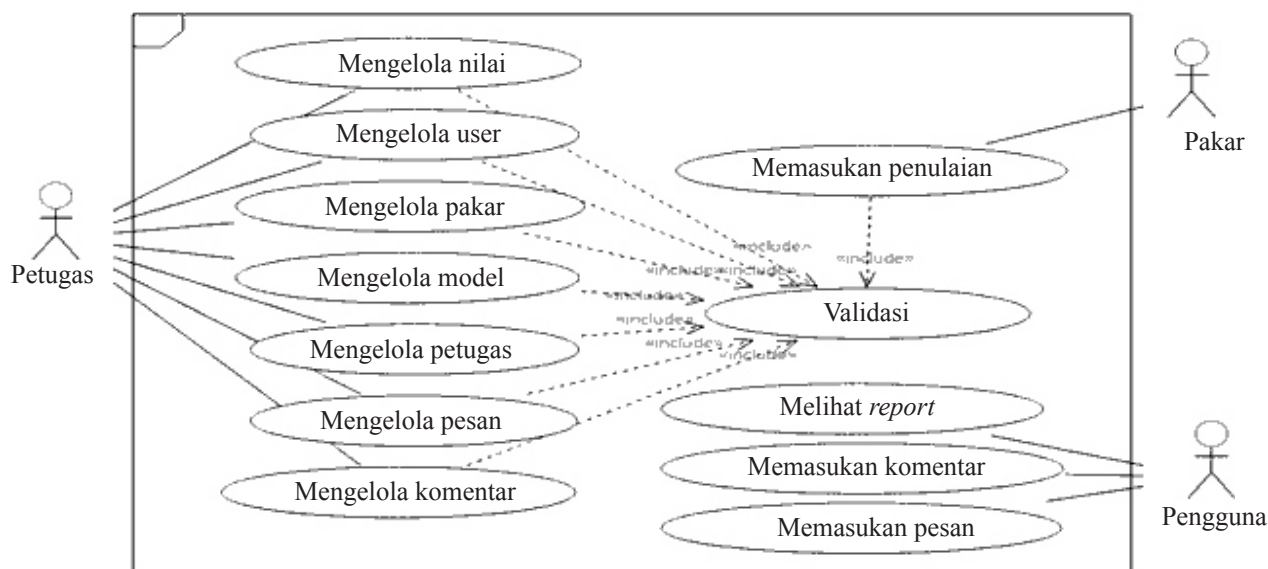 Mengelola nilai
Mengelola user
Mengelola pakar
Mengelola model
Mengelola petugas
Mengelola pesan
Mengelola komentar
Petugas
Memasukan penulaian
Pakar
«include»
«include»
«include»
«include»
«include»
«include»
«include»
«include»
Validasi
Melihat report
Memasukan komentar
Memasukan pesan
Pengguna